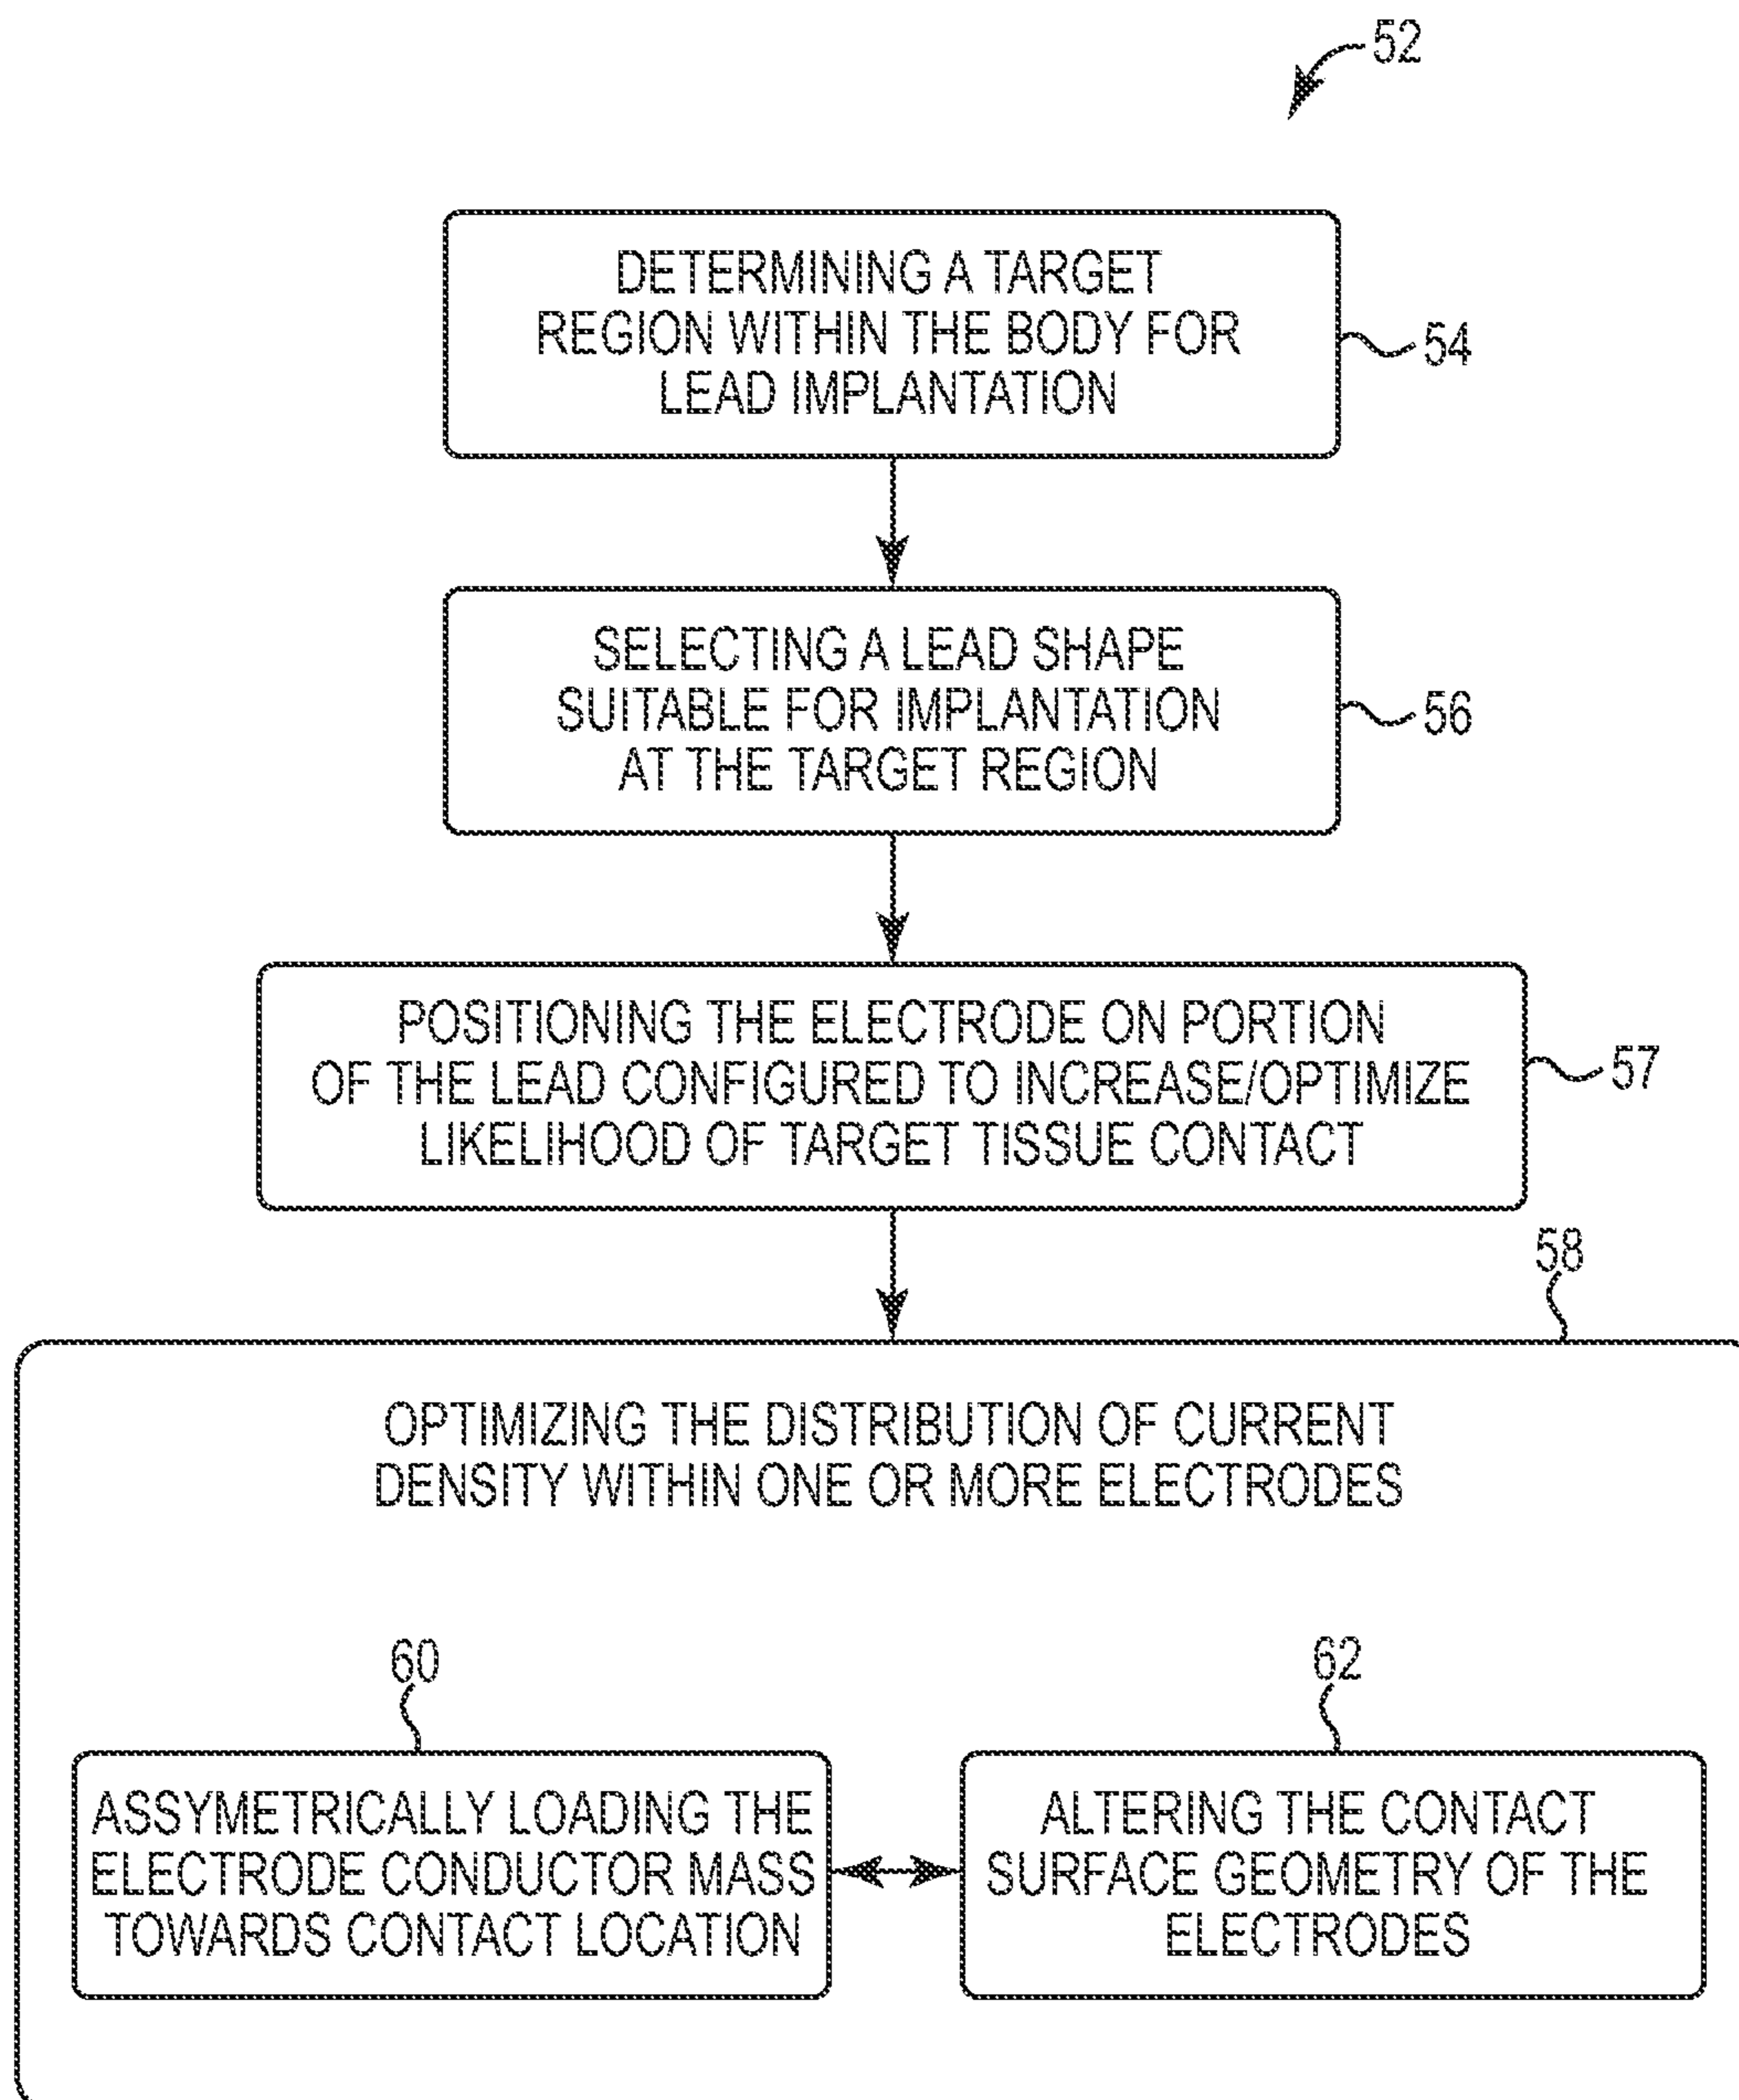 52
DETERMINING A TARGET
REGION WITHIN THE BODY FOR
LEAD IMPLANTATION
54
SELECTING A LEAD SHAPE
SUITABLE FOR IMPLANTATION
AT THE TARGET REGION
56
POSITIONING THE ELECTRODE ON PORTION
OF THE LEAD CONFIGURED TO INCREASE/OPTIMIZE
LIKELIHOOD OF TARGET TISSUE CONTACT
57
58
OPTIMIZING THE DISTRIBUTION OF CURRENT
DENSITY WITHIN ONE OR MORE ELECTRODES
60
ASSYMETRICALLY LOADING THE
ELECTRODE CONDUCTOR MASS
TOWARDS CONTACT LOCATION
62
ALTERING THE CONTACT
SURFACE GEOMETRY OF THE
ELECTRODES